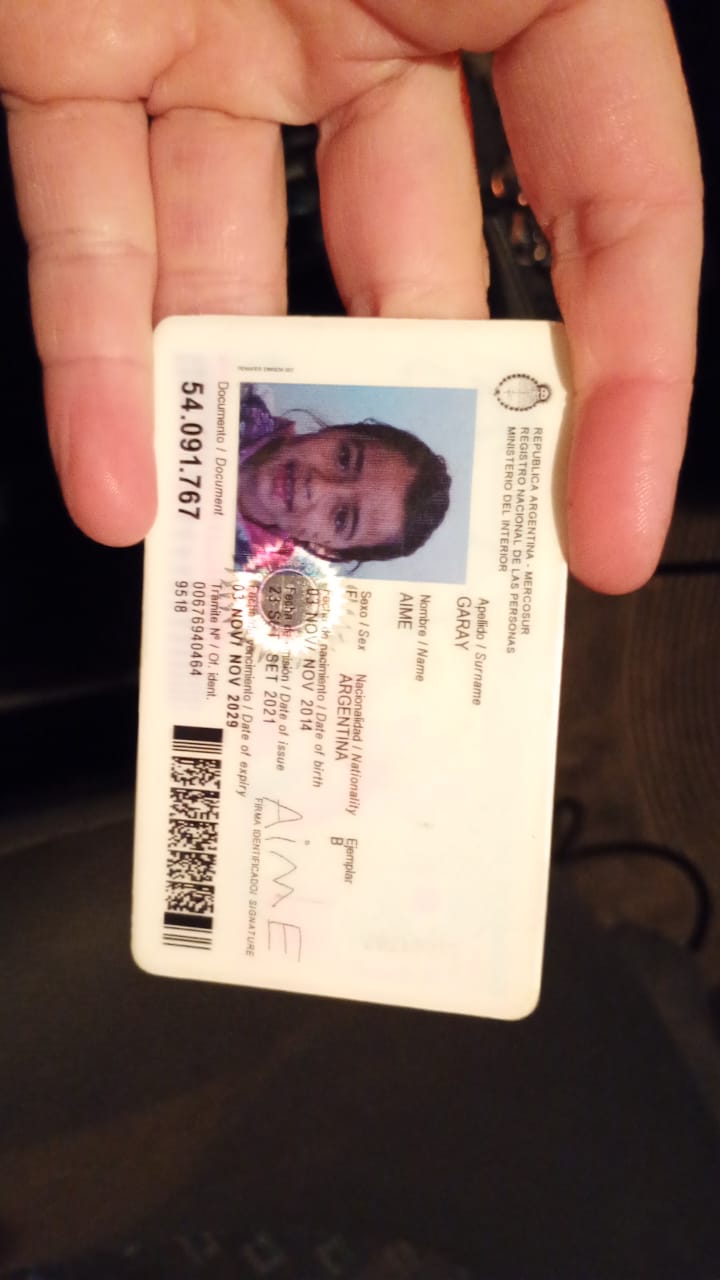 REPUBLICA ARGENTINA - MERCOSUR
REGISTRO NACIONAL DE LAS PERSONAS
MINISTERIO DEL INTERIOR
Apellido / Surname
GARAY
Nombre / Name
AIME
Sexo / Sex
F
Nacionalidad / Nationality
ARGENTINA
Ejemplar
B
Fecha de nacimiento / Date of birth
03 NOV/ NOV 2014
Fecha de emisión / Date of issue
23 SET/ SET 2021
Fecha de vencimiento / Date of expiry
03 NOV/ NOV 2029
AiME
FIRMA IDENTIFICADO/ SIGNATURE
Documento / Document
54.091.767
Trámite Nº / Of. ident.
00676940464
9518